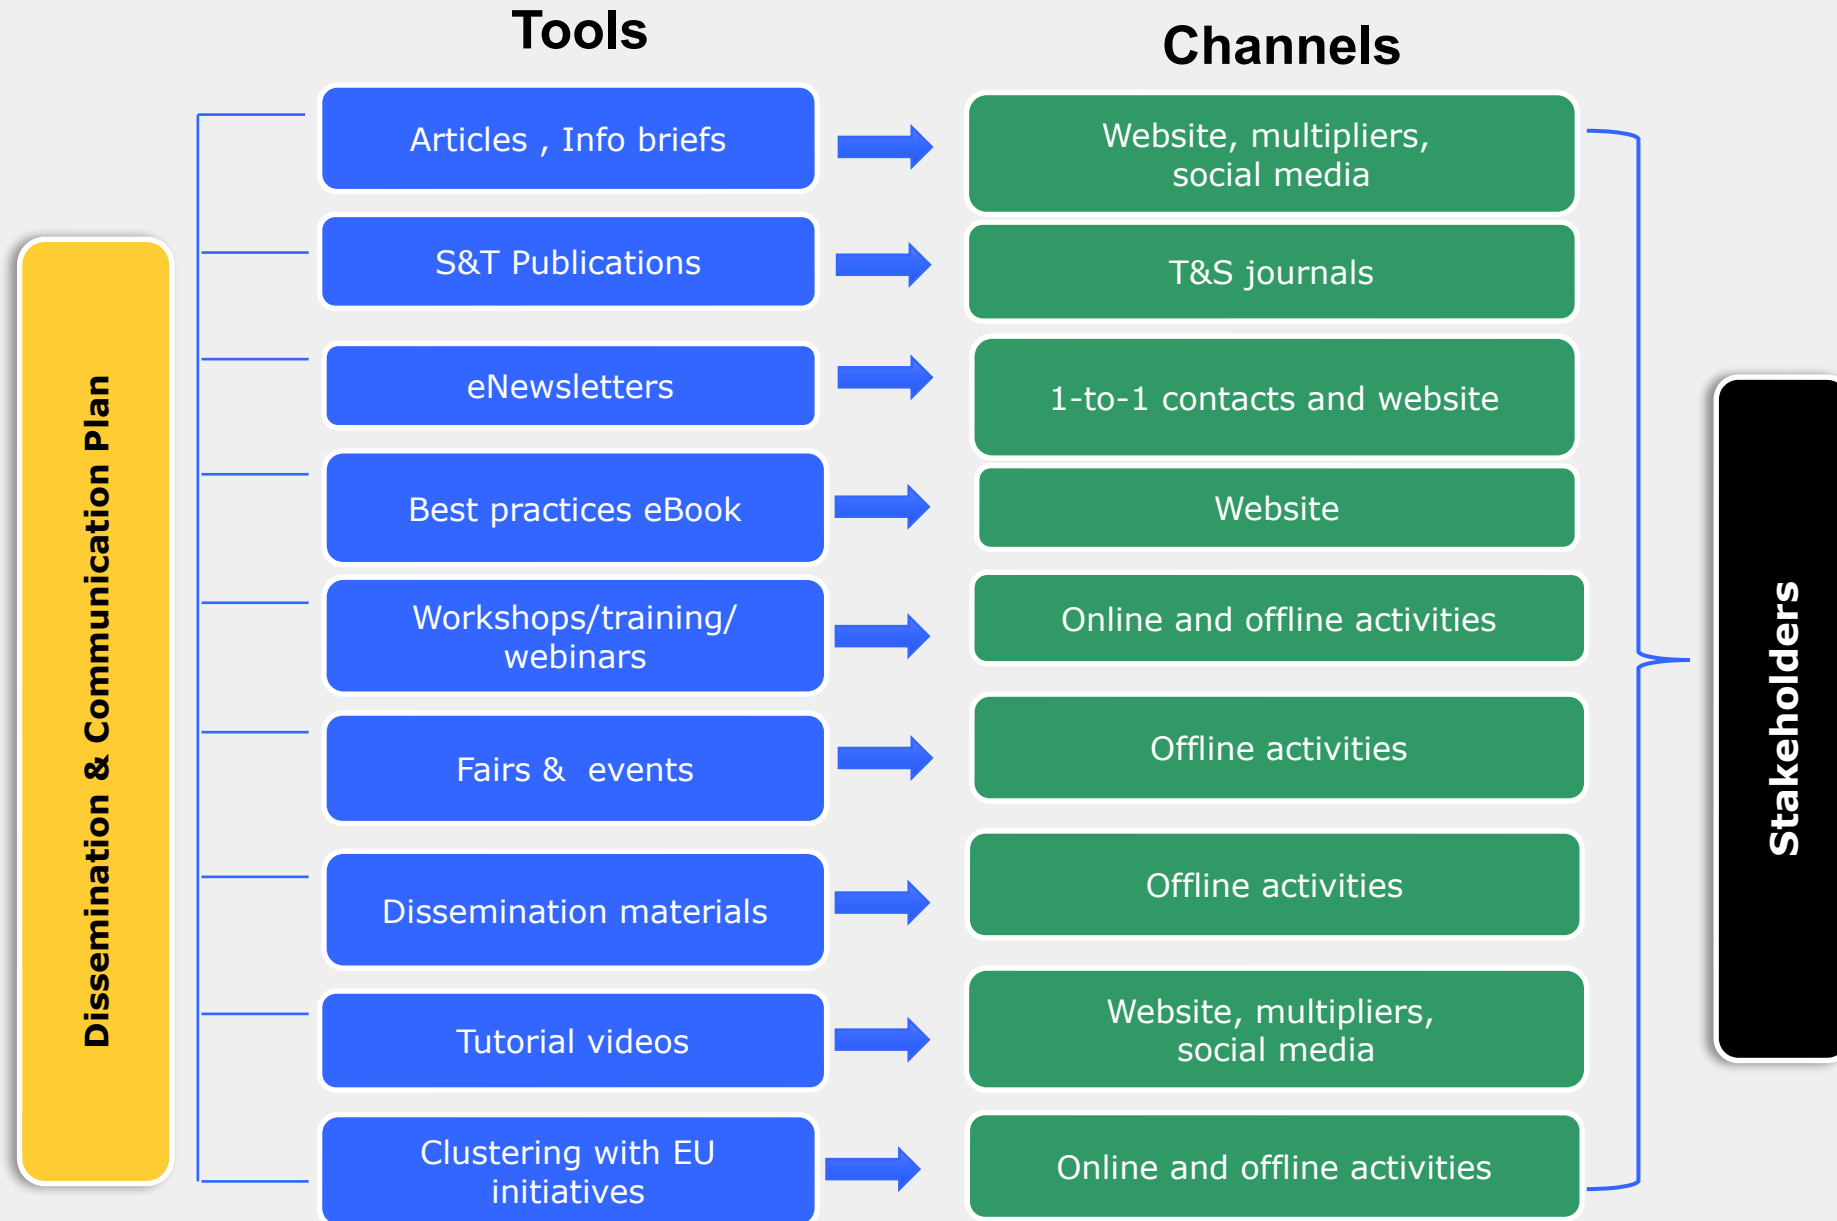 Tools
Channels
Dissemination & Communication Plan
Articles , Info briefs
Website, multipliers,
social media
S&T Publications
T&S journals
eNewsletters
1-to-1 contacts and website
Best practices eBook
Website
Workshops/training/
webinars
Online and offline activities
Fairs &  events
Offline activities
Dissemination materials
Offline activities
Tutorial videos
Website, multipliers,
social media
Clustering with EU
initiatives
Online and offline activities
Stakeholders